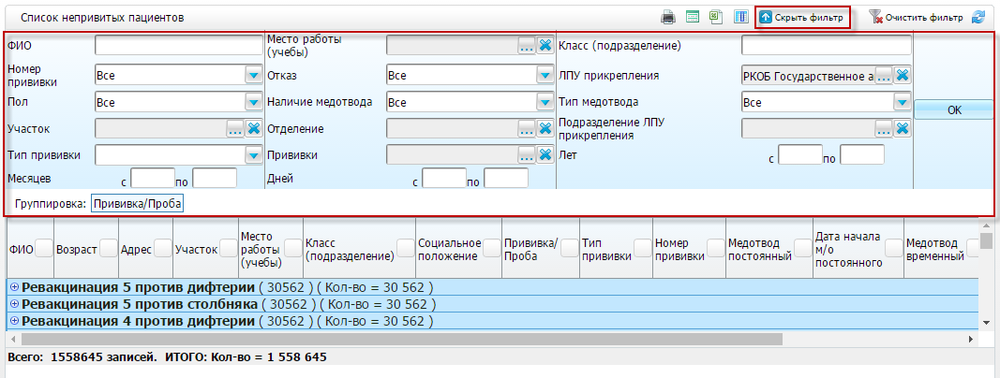 Список непривитых пациентов
Скрыть фильтр
Очистить фильтр
ФИО
Место работы
(учебы)
...
Класс (подразделение)
Номер
прививки
Все
Отказ
Все
ЛПУ прикрепления
РКОБ Государственное а
...
Пол
Все
Наличие медотвода
Все
Тип медотвода
Все
OK
Участок
...
Отделение
...
Подразделение ЛПУ
прикрепления
...
Тип прививки
Прививки
...
Лет
с
по
Месяцев
с
по
Дней
с
по
Группировка: Прививка/Проба
ФИО
Возраст
Адрес
Участок
Место
работы
(учебы)
Класс
(подразделение)
Социальное
положение
Прививка/
Проба
Тип
прививки
Номер
прививки
Медотвод
постоянный
Дата начала
м/о
постоянного
Медотвод
временный
Ревакцинация 5 против дифтерии ( 30562 ) ( Кол-во = 30 562 )
Ревакцинация 5 против столбняка ( 30562 ) ( Кол-во = 30 562 )
Ревакцинация 4 против дифтерии ( 30562 ) ( Кол-во = 30 562 )
Всего: 1558645 записей. ИТОГО: Кол-во = 1 558 645